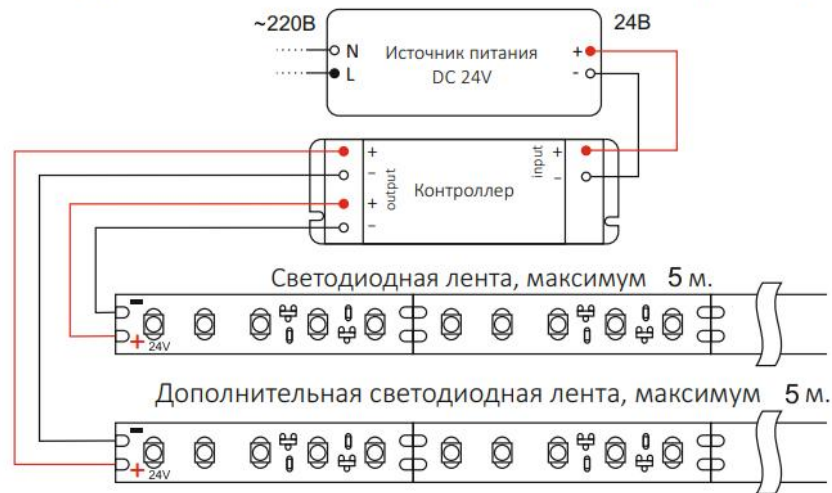 ~220В
24В
N
L
Источник питания
DC 24V
+
-
+
-
output
+
-
Контроллер
input
+
-
Светодиодная лента, максимум 5 м.
-
+
24V
Дополнительная светодиодная лента, максимум 5 м.
-
+
24V